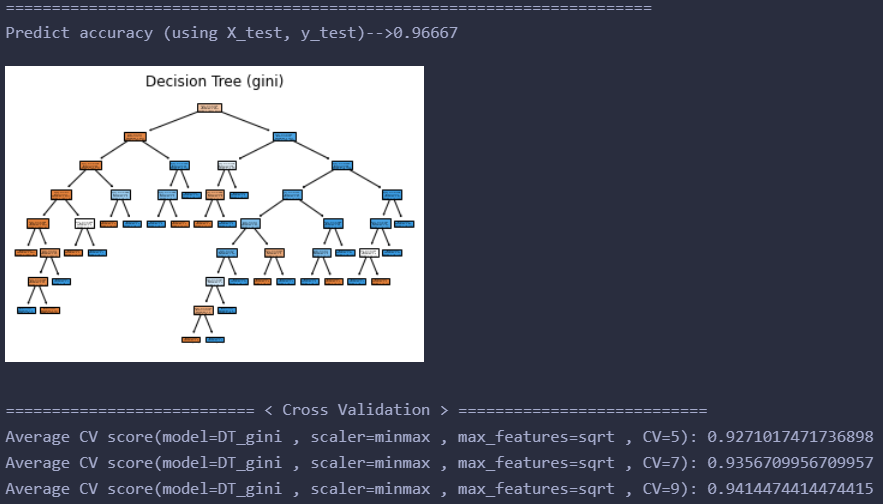 ======================================================================
Predict accuracy (using X_test, y_test)-->0.96667
Decision Tree (gini)
=========================== < Cross Validation > ===========================
Average CV score(model=DT_gini , scaler=minmax , max_features=sqrt , CV=5): 0.9271017471736898
Average CV score(model=DT_gini , scaler=minmax , max_features=sqrt , CV=7): 0.9356709956709957
Average CV score(model=DT_gini , scaler=minmax , max_features=sqrt , CV=9): 0.9414474414474415